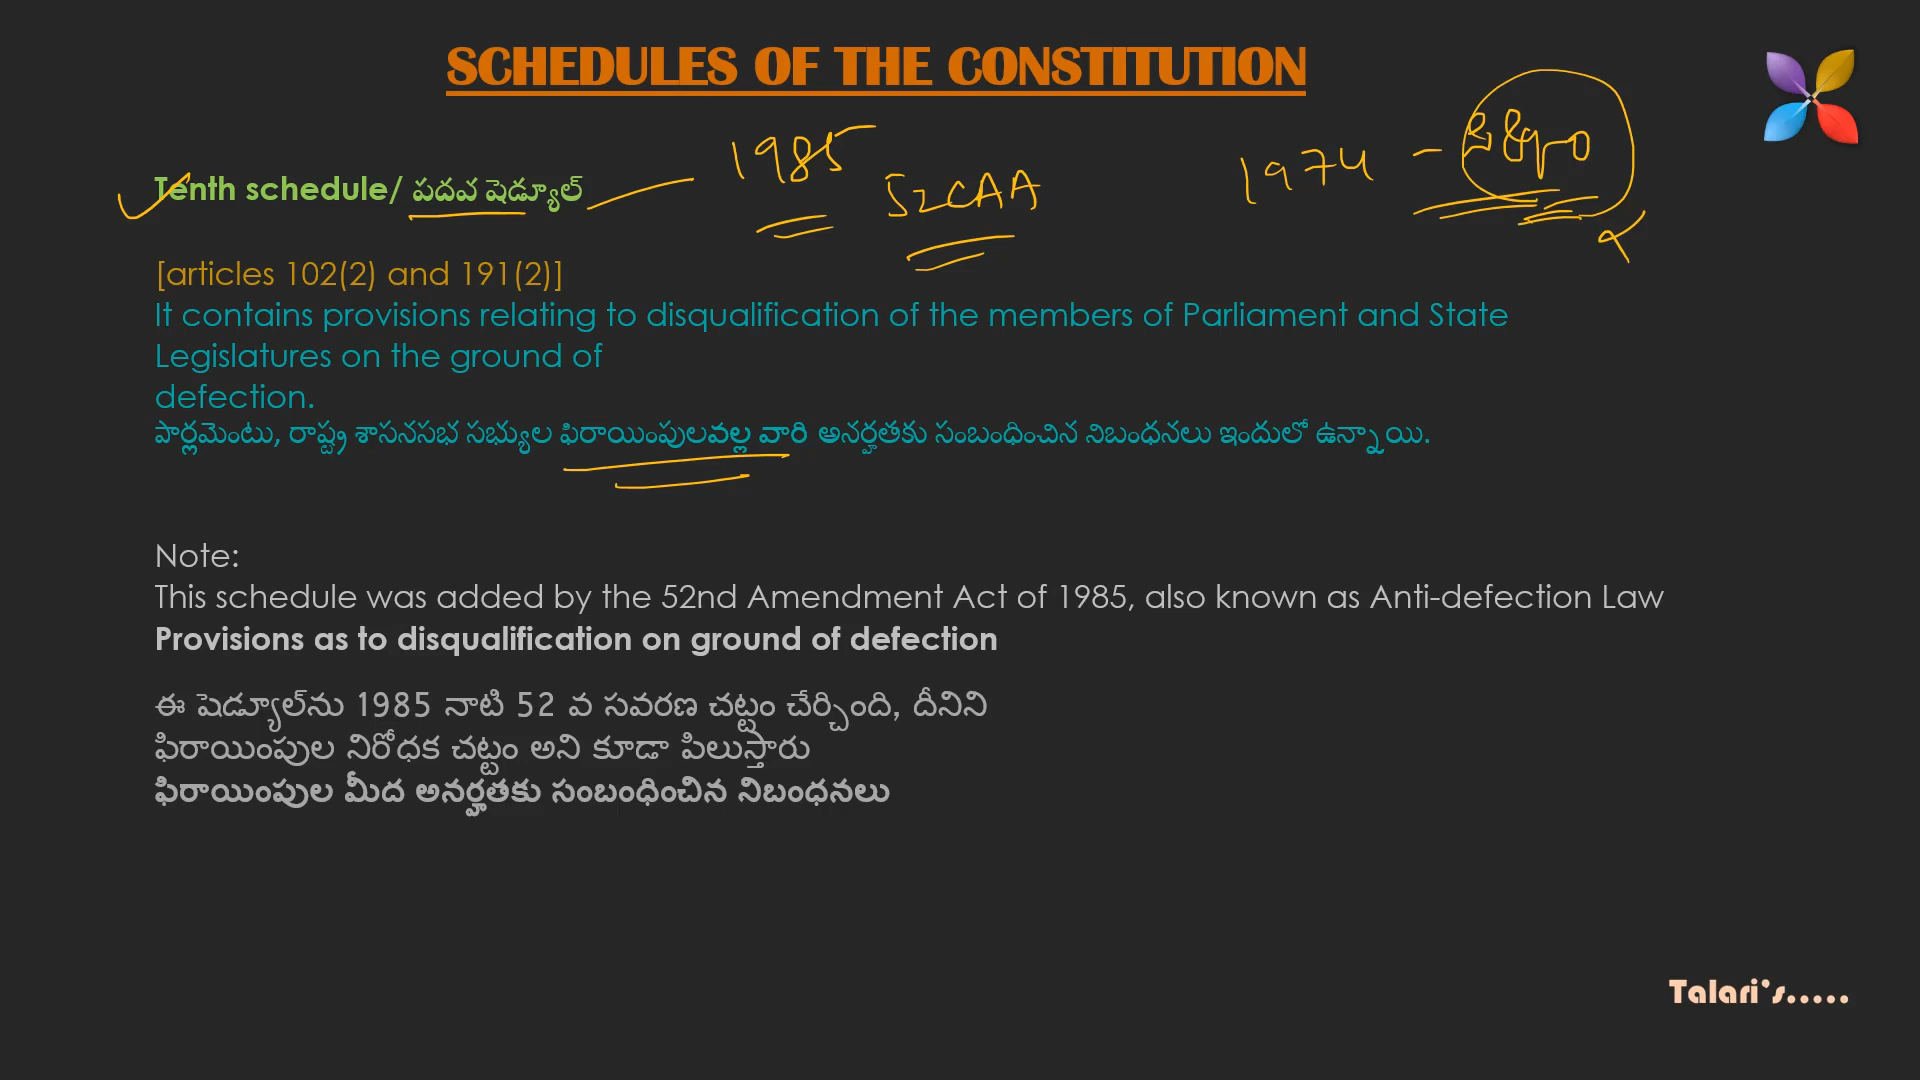 SCHEDULES OF THE CONSTITUTION
Tenth schedule/ పదవ షెడ్యూల్
1985
52 CAA
1974 - సిక్కిం
[articles 102(2) and 191(2)]
It contains provisions relating to disqualification of the members of Parliament and State
Legislatures on the ground of
defection.
పార్లమెంటు, రాష్ట్ర శాసనసభ సభ్యుల ఫిరాయింపులవల్ల వారి అనర్హతకు సంబంధించిన నిబంధనలు ఇందులో ఉన్నాయి.
Note:
This schedule was added by the 52nd Amendment Act of 1985, also known as Anti-defection Law
Provisions as to disqualification on ground of defection
ఈ షెడ్యూల్‌ను 1985 నాటి 52 వ సవరణ చట్టం చేర్చింది, దీనిని
ఫిరాయింపుల నిరోధక చట్టం అని కూడా పిలుస్తారు
ఫిరాయింపుల మీద అనర్హతకు సంబంధించిన నిబంధనలు
Talari's.....